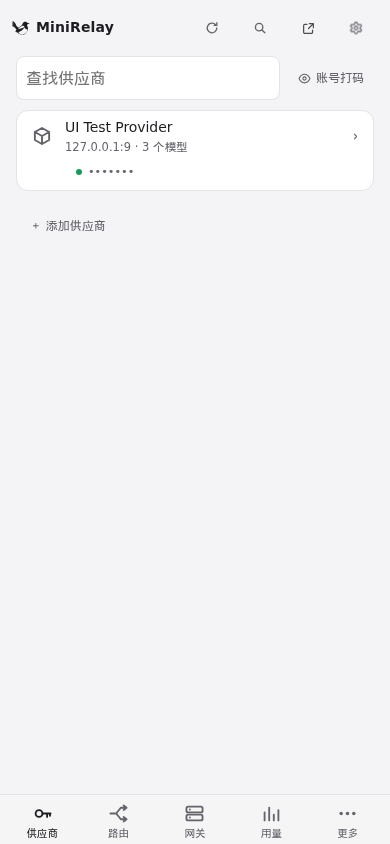 MiniRelay
查找供应商
账号打码
UI Test Provider
127.0.0.1:9 · 3 个模型
•••••••
+ 添加供应商
供应商
路由
网关
用量
更多